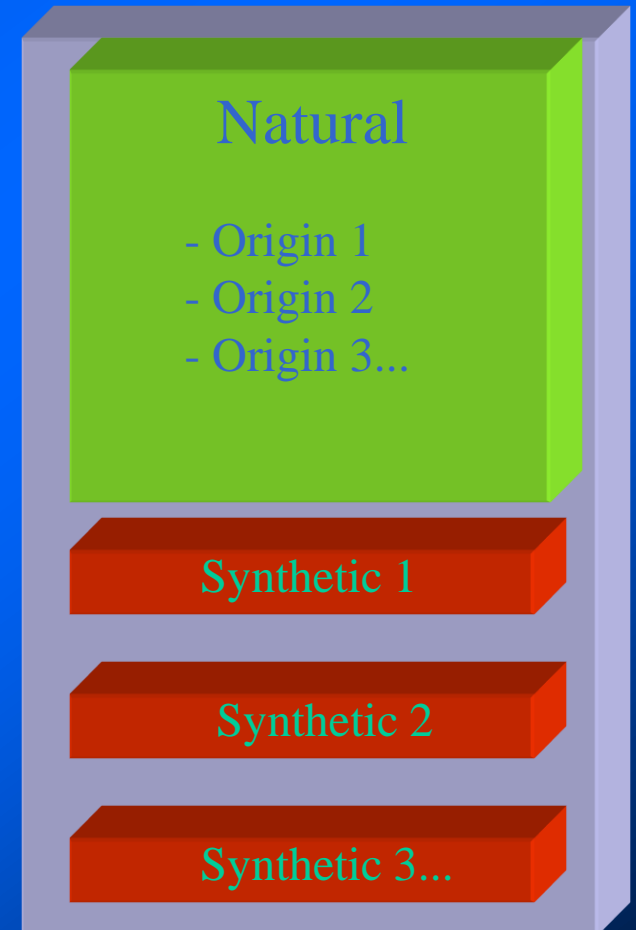 Natural
- Origin 1
- Origin 2
- Origin 3...
Synthetic 1
Synthetic 2
Synthetic 3...